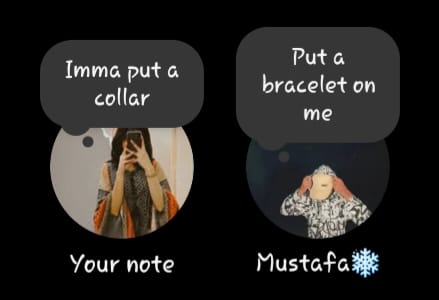 Imma put a
collar
Put a
bracelet on
me
Your note
Mustafa❄️